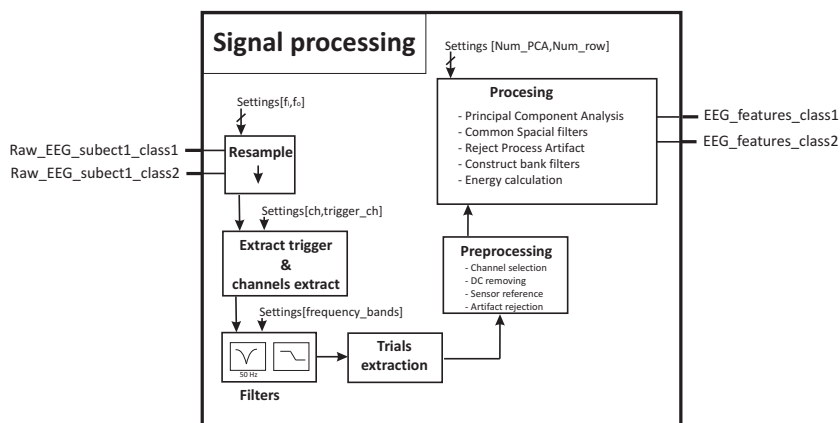 Signal processing
Settings [Num_PCA,Num_row]
Procesing
- Principal Component Analysis
- Common Spacial filters
- Reject Process Artifact
- Construct bank filters
- Energy calculation
EEG_features_class1
EEG_features_class2
Settings[fᵢ,fₒ]
Raw_EEG_subect1_class1
Raw_EEG_subect1_class2
Resample
Settings[ch,trigger_ch]
Extract trigger
&
channels extract
Preprocessing
- Channel selection
- DC removing
- Sensor reference
- Artifact rejection
Settings[frequency_bands]
50 Hz
Filters
Trials
extraction